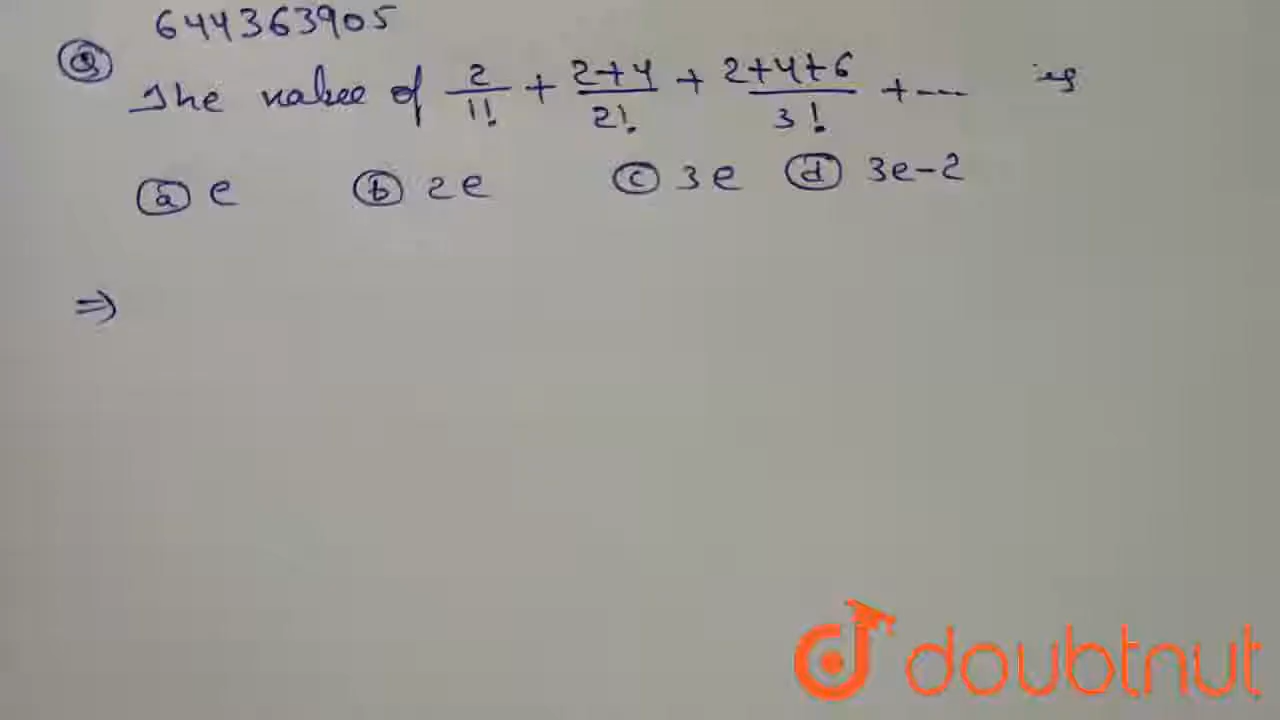 644363905
Q The value of 2/1! + 2+4/2! + 2+4+6/3! + --- is
(a) e (b) 2e (c) 3e (d) 3e-2
⇒
doubtnut